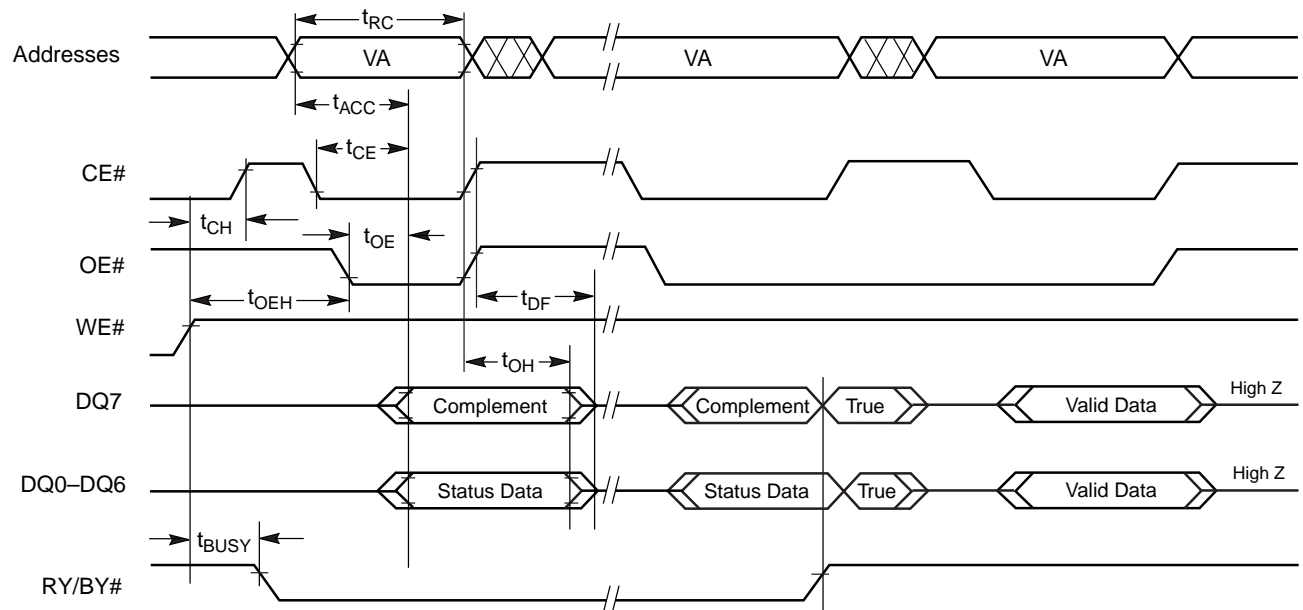 tRC
Addresses VA VA VA
tACC
tCE
CE#
tCH
tOE
OE#
tOEH
tDF
WE#
tOH
DQ7 Complement Complement True Valid Data High Z
DQ0–DQ6 Status Data Status Data True Valid Data High Z
tBUSY
RY/BY#